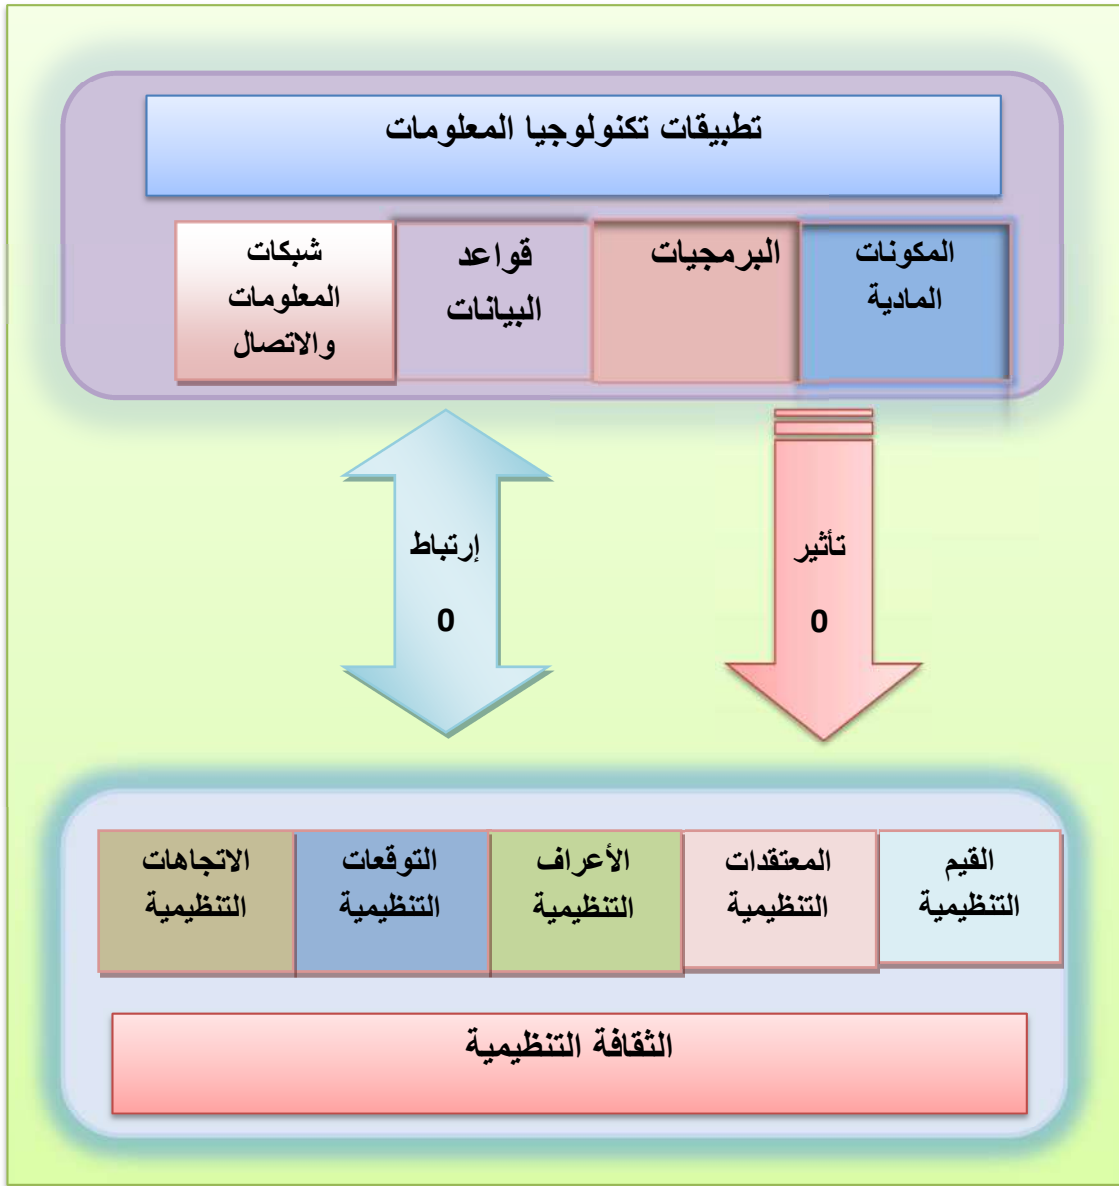 تطبيقات تكنولوجيا المعلومات
المكونات
المادية
البرمجيات
قواعد
البيانات
شبكات
المعلومات
والاتصال
تأثير
0
إرتباط
0
القيم
التنظيمية
المعتقدات
التنظيمية
الأعراف
التنظيمية
التوقعات
التنظيمية
الاتجاهات
التنظيمية
الثقافة التنظيمية